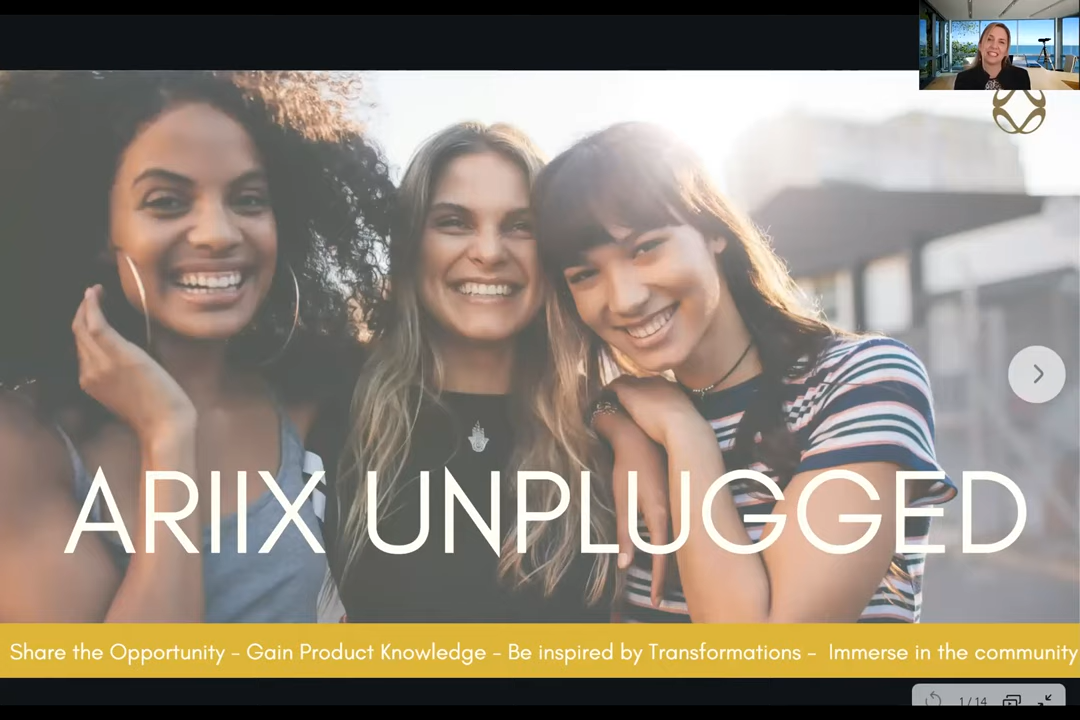 ARIIX UNPLUGGED
Share the Opportunity - Gain Product Knowledge - Be inspired by Transformations - Immerse in the community
1/14